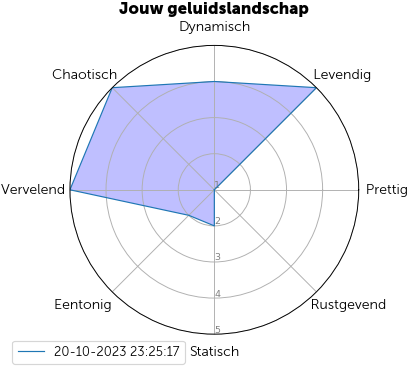 Jouw geluidslandschap
Dynamisch
Chaotisch
Levendig
Vervelend
Prettig
1
2
3
4
5
Eentonig
Rustgevend
20-10-2023 23:25:17
Statisch